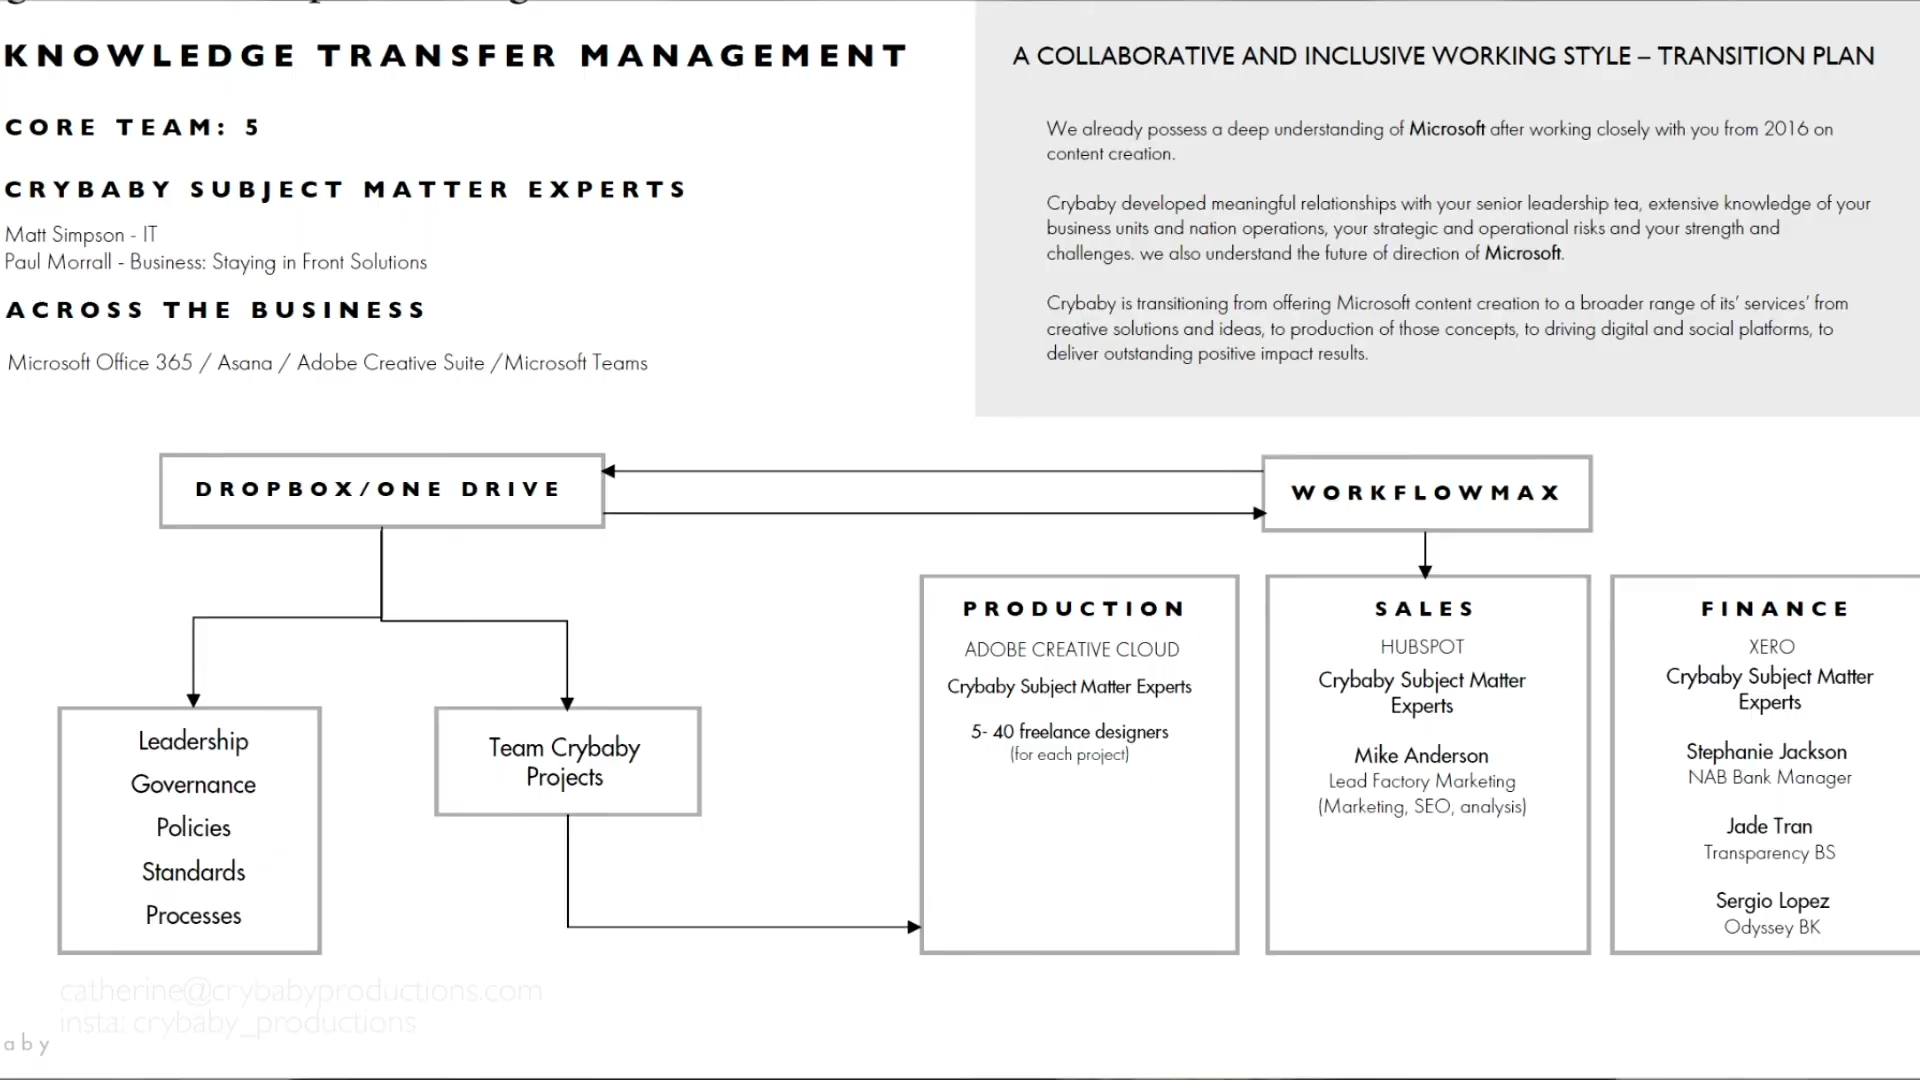 KNOWLEDGE TRANSFER MANAGEMENT
CORE TEAM: 5
CRYBABY SUBJECT MATTER EXPERTS
Matt Simpson - IT
Paul Morrall - Business: Staying in Front Solutions
ACROSS THE BUSINESS
Microsoft Office 365 / Asana / Adobe Creative Suite /Microsoft Teams
A COLLABORATIVE AND INCLUSIVE WORKING STYLE – TRANSITION PLAN
We already possess a deep understanding of Microsoft after working closely with you from 2016 on
content creation.
Crybaby developed meaningful relationships with your senior leadership tea, extensive knowledge of your
business units and nation operations, your strategic and operational risks and your strength and
challenges. we also understand the future of direction of Microsoft.
Crybaby is transitioning from offering Microsoft content creation to a broader range of its’ services’ from
creative solutions and ideas, to production of those concepts, to driving digital and social platforms, to
deliver outstanding positive impact results.
DROPBOX/ONE DRIVE
WORKFLOWMAX
Leadership
Governance
Policies
Standards
Processes
Team Crybaby
Projects
PRODUCTION
ADOBE CREATIVE CLOUD
Crybaby Subject Matter Experts
5- 40 freelance designers
(for each project)
SALES
HUBSPOT
Crybaby Subject Matter
Experts
Mike Anderson
Lead Factory Marketing
(Marketing, SEO, analysis)
FINANCE
XERO
Crybaby Subject Matter
Experts
Stephanie Jackson
NAB Bank Manager
Jade Tran
Transparency BS
Sergio Lopez
Odyssey BK
catherine@crybabyproductions.com
insta: crybaby_productions
aby